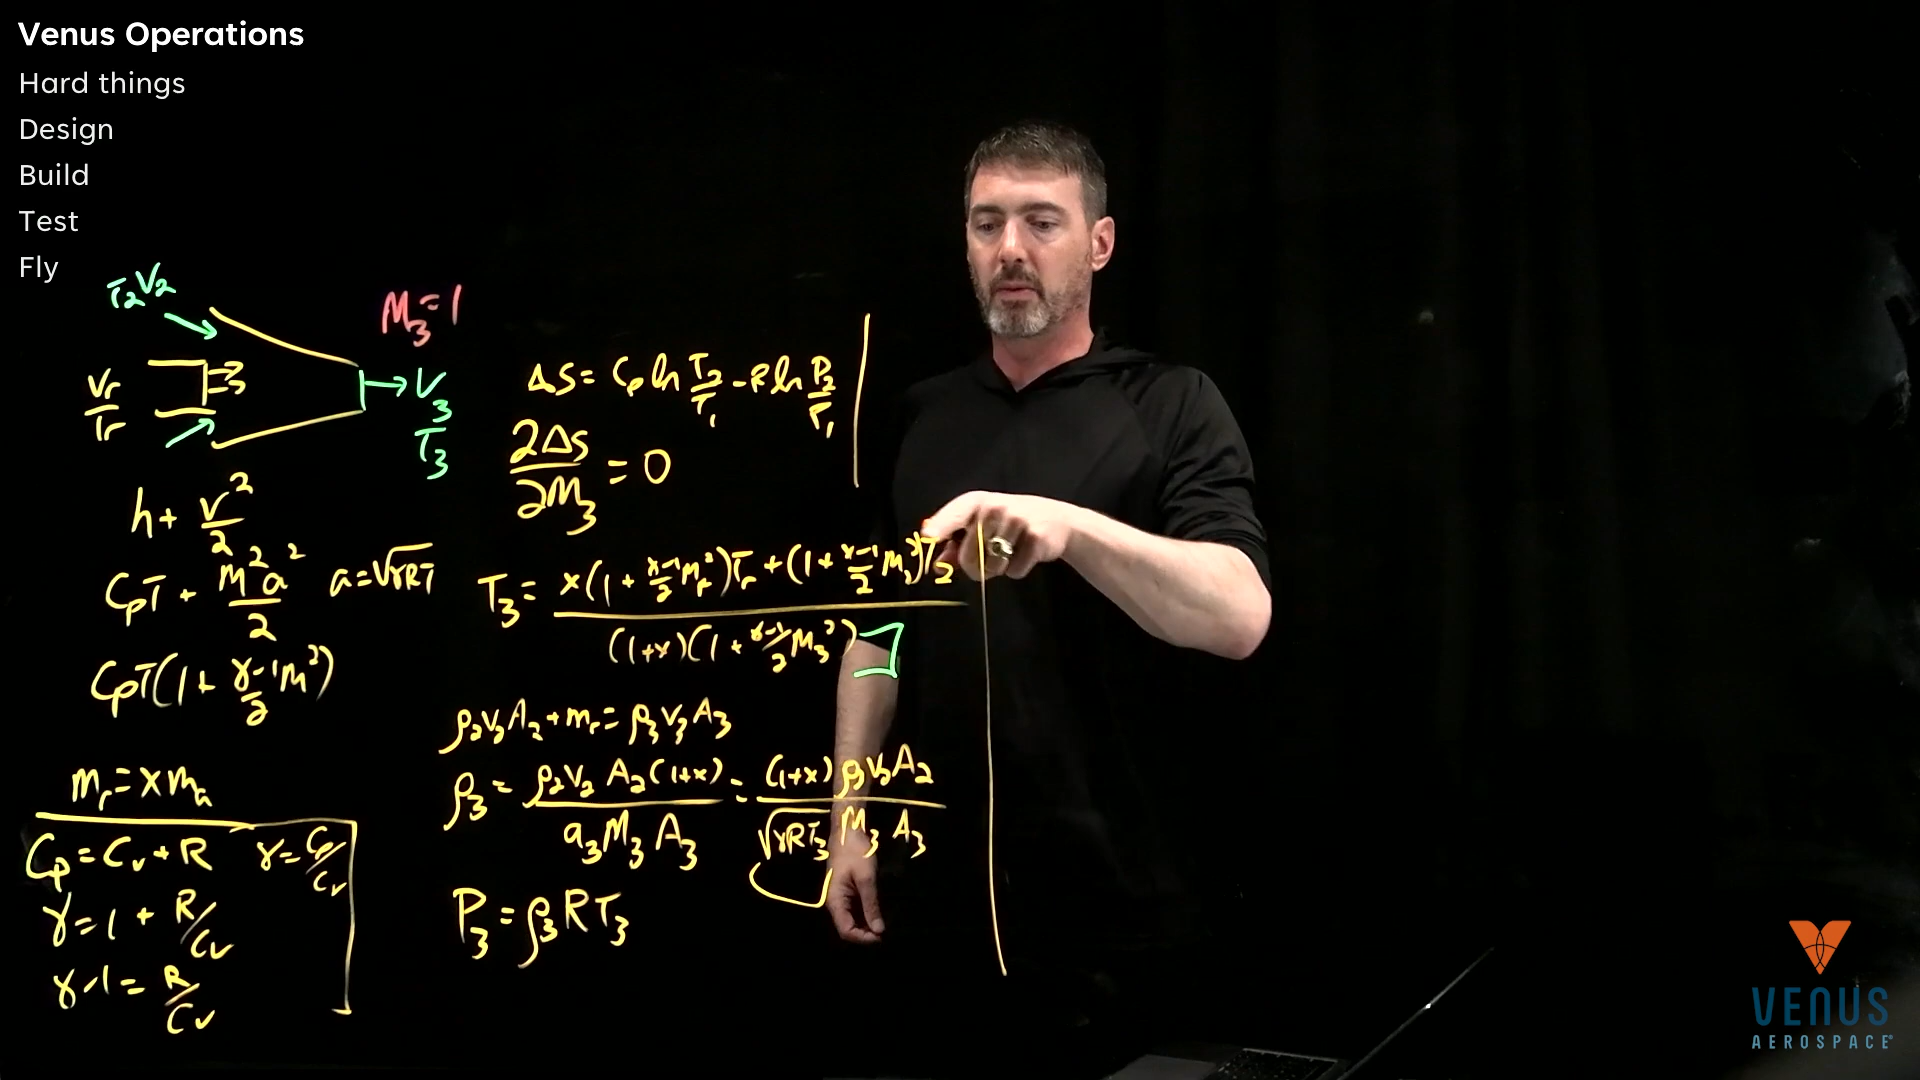 Venus Operations
Hard things
Design
Build
Test
Fly
T₂V₂
M₃=1
Vr/Tr
V₃
T₃
h+ V²/2
CpT + M²a²/2 a=√γRT
CpT(1+ γ-1/2 M²)
mr=xma
Cp=Cv+R γ=Cp/Cv
γ=1+R/Cv
γ-1=R/Cv
ΔS= Cp ln T₂/T₁ -R ln P₂/P₁
∂ΔS/∂M₃ = 0
T₃= x(1+ γ-1/2 Mr²)Tr+(1+ γ-1/2 M₂²)T₂ / (1+x)(1+ γ-1/2 M₃²)
ρ₂V₂A₂+mr= ρ₃V₃A₃
ρ₃= ρ₂V₂A₂(1+x) / a₃M₃A₃ = (1+x)ρ₂V₂A₂ / √γRT₃ M₃ A₃
P₃=ρ₃RT₃
VENUS
AEROSPACE